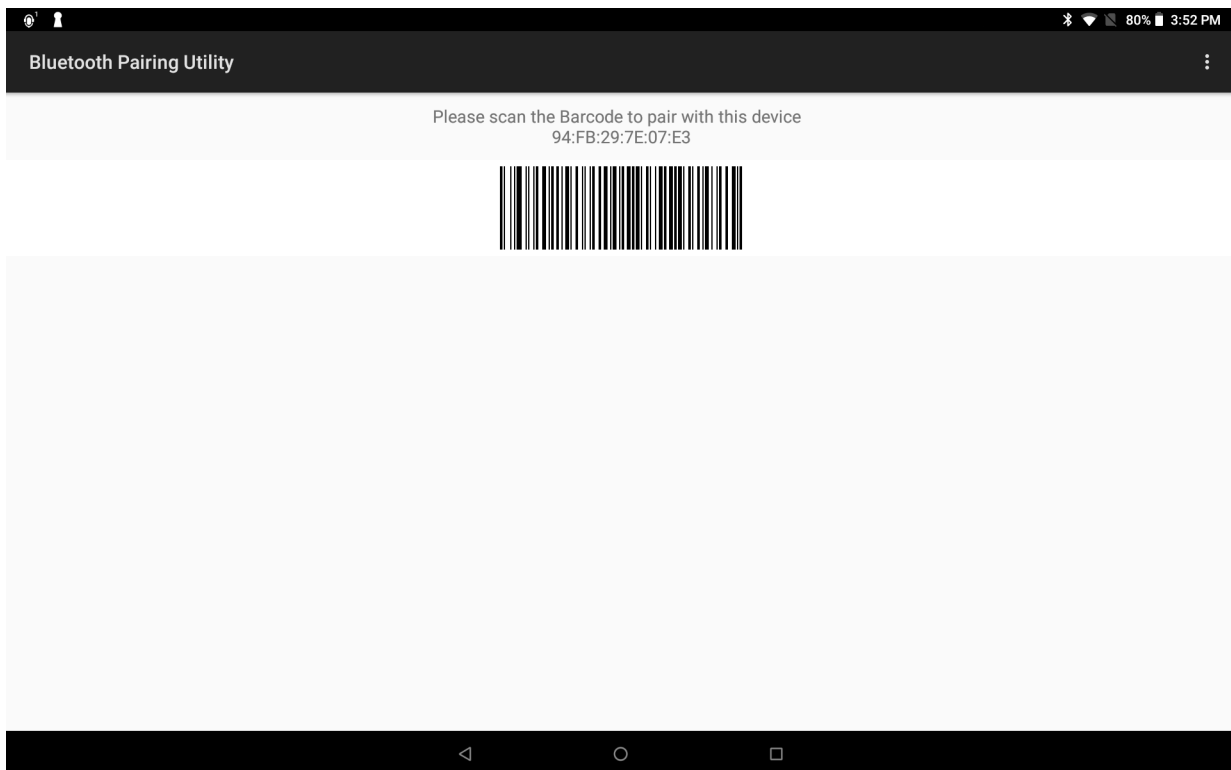 1
80%
3:52 PM
Bluetooth Pairing Utility
Please scan the Barcode to pair with this device
94:FB:29:7E:07:E3